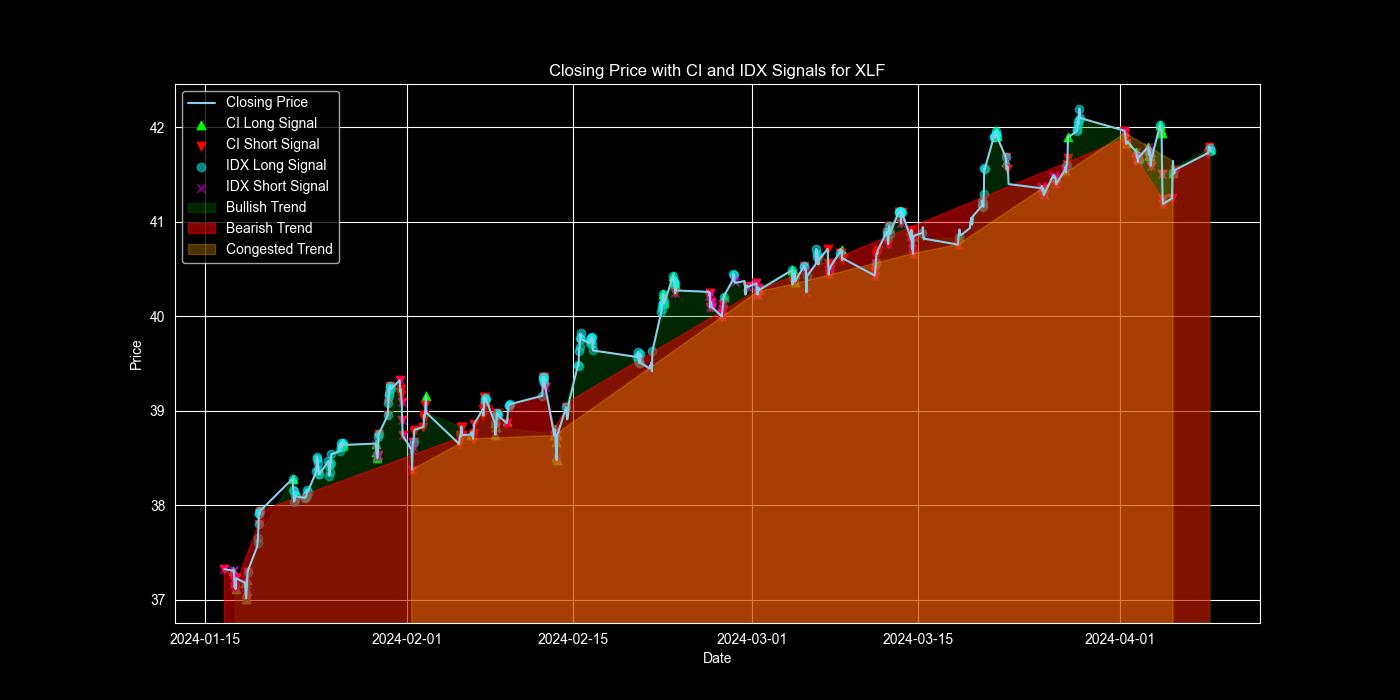 Closing Price with CI and IDX Signals for XLF
Closing Price
CI Long Signal
CI Short Signal
IDX Long Signal
IDX Short Signal
Bullish Trend
Bearish Trend
Congested Trend
42
41
40
39
38
37
Price
2024-01-15 2024-02-01 2024-02-15 2024-03-01 2024-03-15 2024-04-01
Date